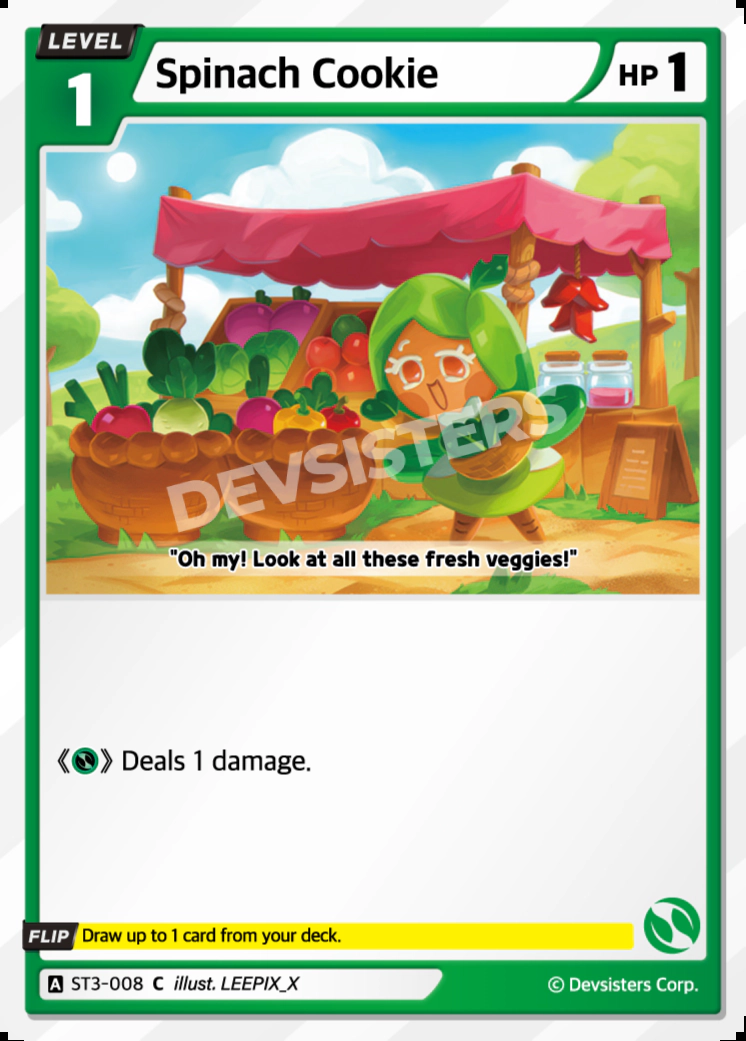 LEVEL
1
Spinach Cookie
HP 1
DEVSISTERS
"Oh my! Look at all these fresh veggies!"
《》 Deals 1 damage.
FLIP Draw up to 1 card from your deck.
A ST3-008 C illust. LEEPIX_X
© Devsisters Corp.